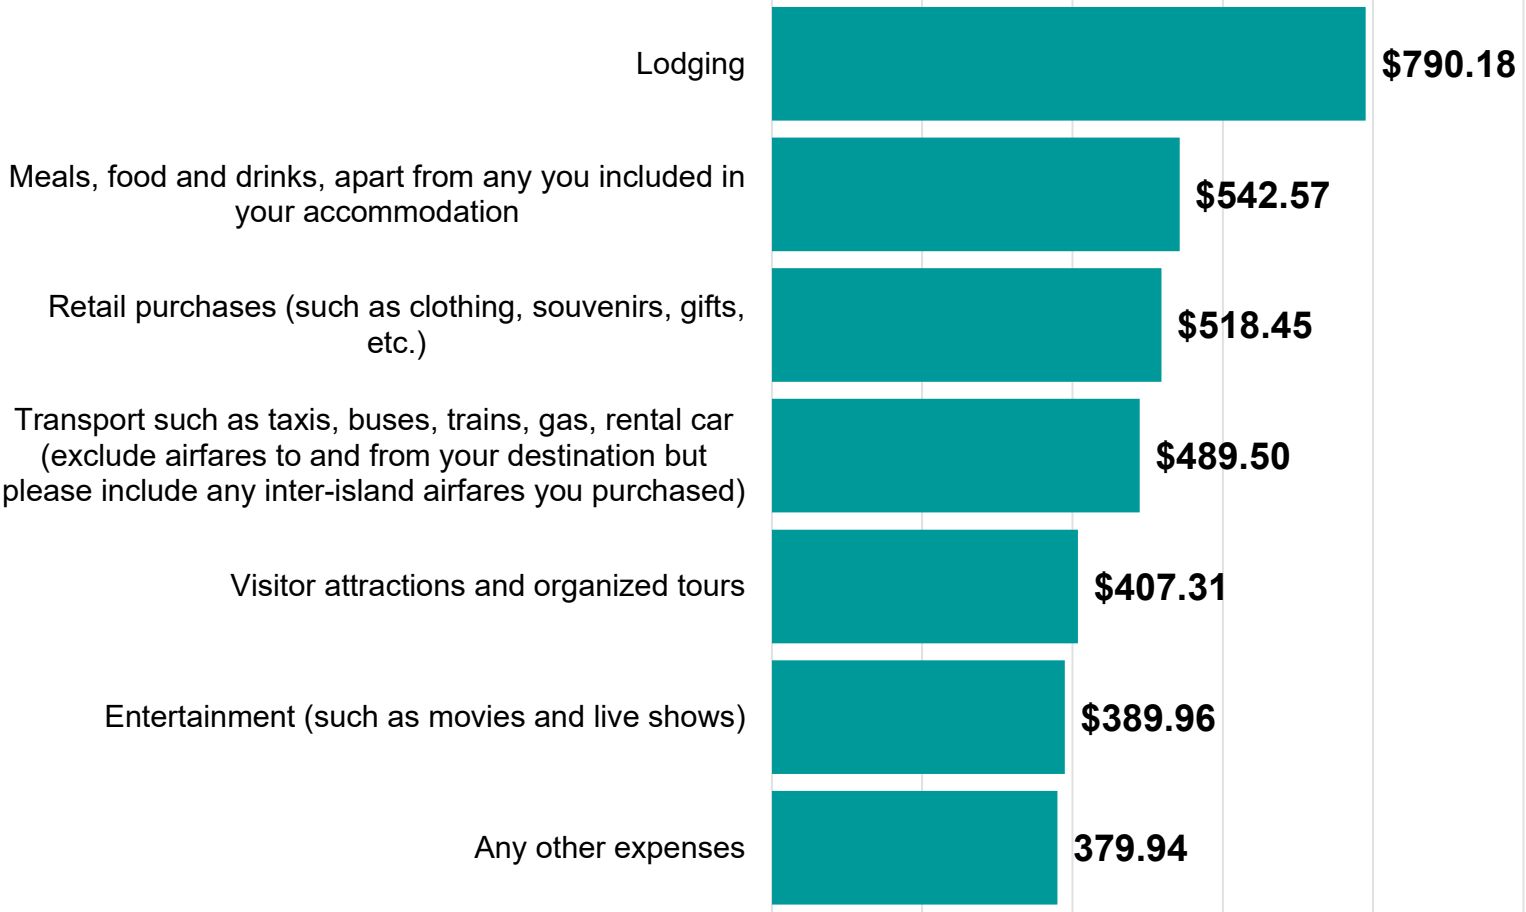 Lodging
$790.18
Meals, food and drinks, apart from any you included in
your accommodation
$542.57
Retail purchases (such as clothing, souvenirs, gifts,
etc.)
$518.45
Transport such as taxis, buses, trains, gas, rental car
(exclude airfares to and from your destination but
please include any inter-island airfares you purchased)
$489.50
Visitor attractions and organized tours
$407.31
Entertainment (such as movies and live shows)
$389.96
Any other expenses
379.94